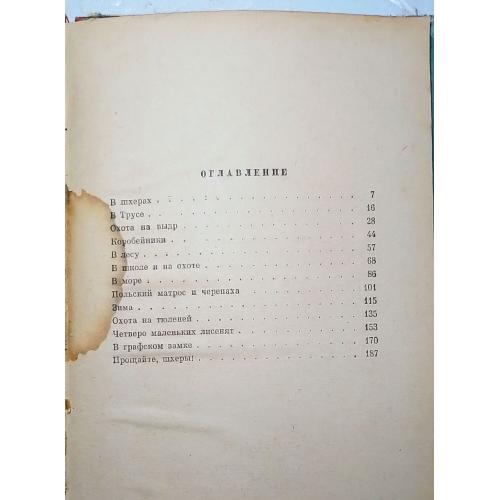 ОГЛАВЛЕНИЕ
В шхерах 7
В Трусе 16
Охота на выдр 28
Коробейники 44
В лесу 57
В школе и на охоте 68
В море 86
Польский матрос и черепаха 101
Зима 115
Охота на тюленей 135
Четверо маленьких лисенят 153
В графском замке 170
Прощайте, шхеры! 187